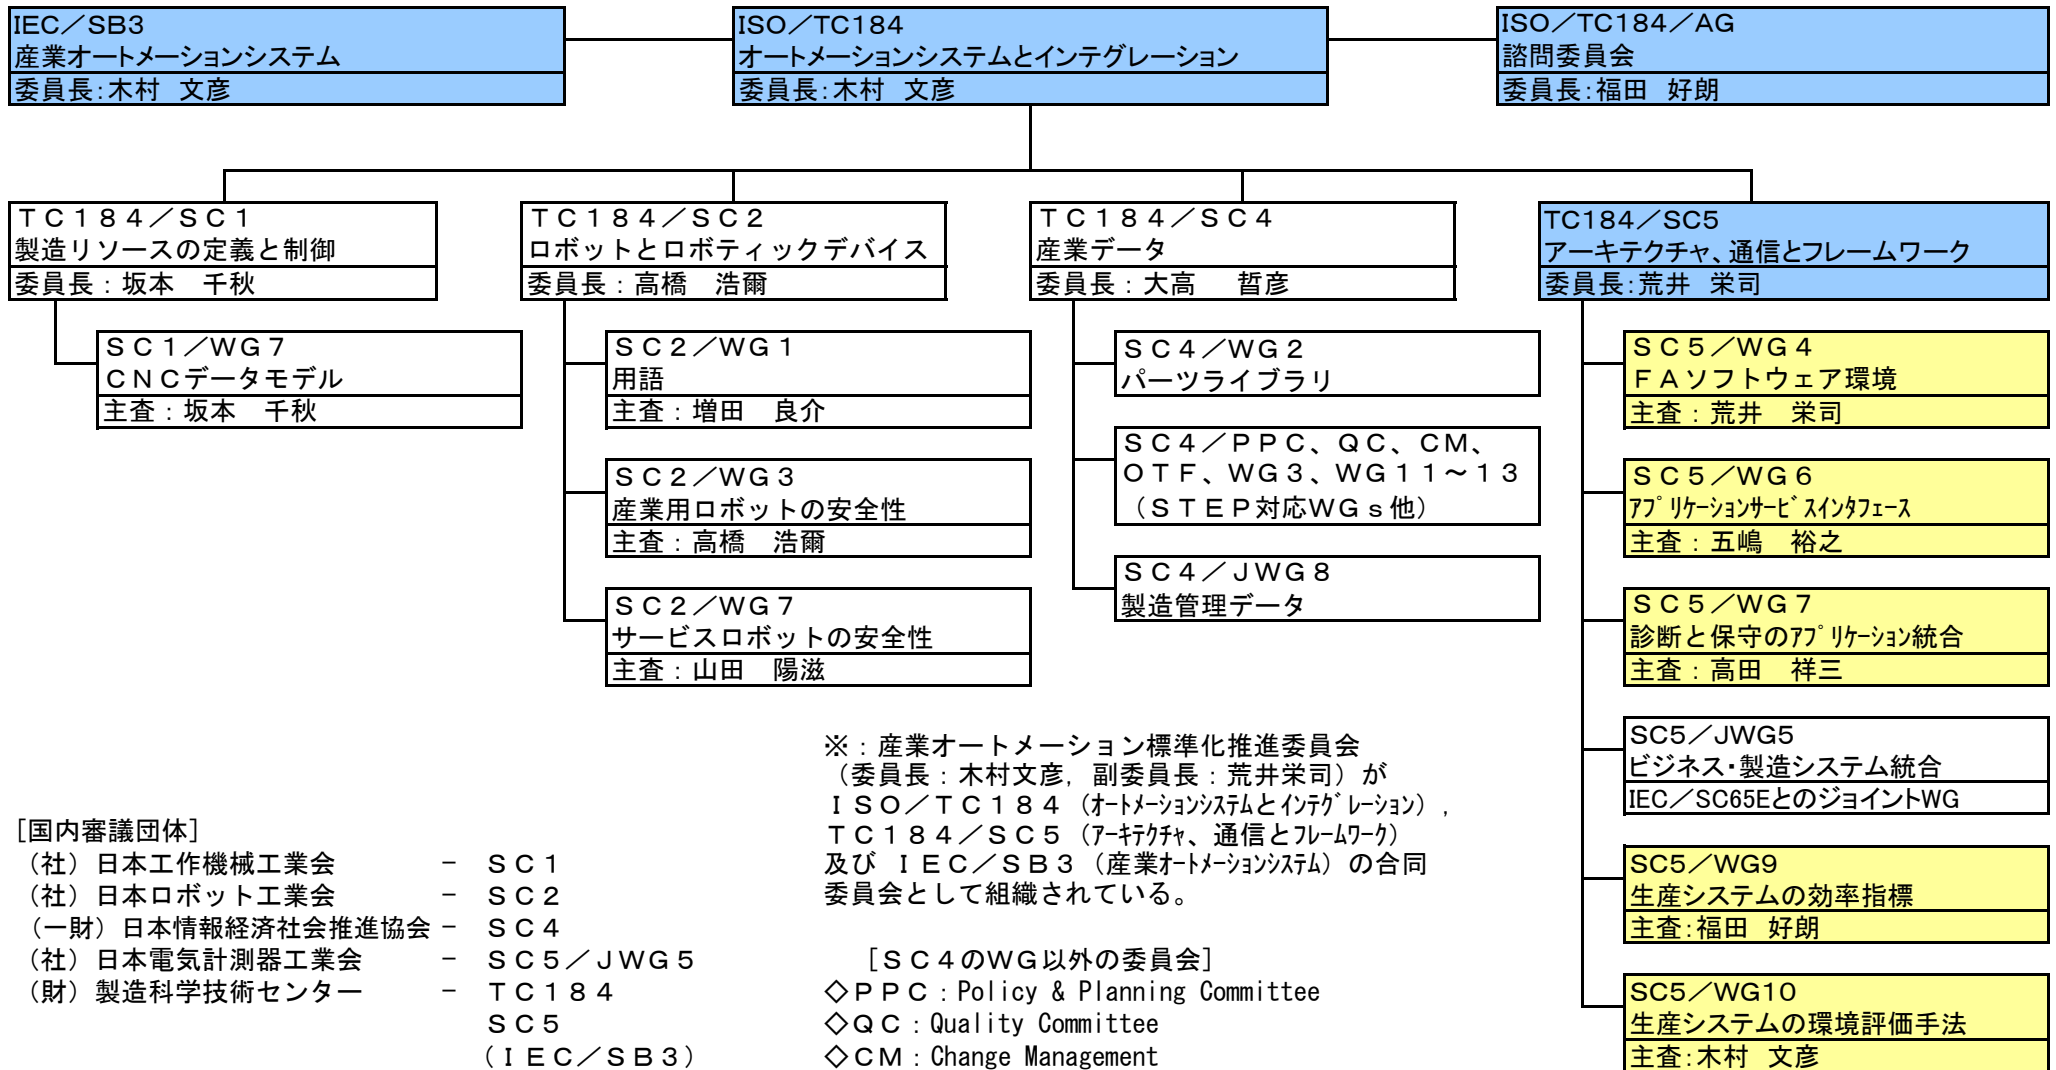 IEC／SB3
産業オートメーションシステム
委員長:木村　文彦
ISO／TC184
オートメーションシステムとインテグレーション
委員長:木村　文彦
ISO／TC184／AG
諮問委員会
委員長:福田　好朗
ＴＣ１８４／ＳＣ１
製造リソースの定義と制御
委員長：坂本　千秋
ＳＣ１／ＷＧ７
ＣＮＣデータモデル
主査：坂本　千秋
ＴＣ１８４／ＳＣ２
ロボットとロボティックデバイス
委員長：高橋　浩爾
ＳＣ２／ＷＧ１
用語
主査：増田　良介
ＳＣ２／ＷＧ３
産業用ロボットの安全性
主査：高橋　浩爾
ＳＣ２／ＷＧ７
サービスロボットの安全性
主査：山田　陽滋
ＴＣ１８４／ＳＣ４
産業データ
委員長：大高　哲彦
ＳＣ４／ＷＧ２
パーツライブラリ
ＳＣ４／ＰＰＣ、ＱＣ、ＣＭ、
ＯＴＦ、ＷＧ３、ＷＧ１１～１３
（ＳＴＥＰ対応ＷＧｓ他）
ＳＣ４／ＪＷＧ８
製造管理データ
TC184／SC5
アーキテクチャ、通信とフレームワーク
委員長:荒井　栄司
ＳＣ５／ＷＧ４
ＦＡソフトウェア環境
主査：荒井　栄司
ＳＣ５／ＷＧ６
ｱﾌﾟﾘｹｰｼｮﾝｻｰﾋﾞｽｲﾝﾀﾌｪｰｽ
主査：五嶋　裕之
ＳＣ５／ＷＧ７
診断と保守のｱﾌﾟﾘｹｰｼｮﾝ統合
主査：高田　祥三
SC5／JWG5
ビジネス・製造システム統合
IEC／SC65EとのジョイントWG
SC5／WG9
生産システムの効率指標
主査:福田　好朗
SC5／WG10
生産システムの環境評価手法
主査:木村　文彦
※：産業オートメーション標準化推進委員会
（委員長：木村文彦，副委員長：荒井栄司）が
ＩＳＯ／ＴＣ１８４（ｵｰﾄﾒｰｼｮﾝｼｽﾃﾑとｲﾝﾃｸﾞﾚｰｼｮﾝ），
ＴＣ１８４／ＳＣ５（ｱｰｷﾃｸﾁｬ、通信とﾌﾚｰﾑﾜｰｸ）
及び　ＩＥＣ／ＳＢ３（産業ｵｰﾄﾒｰｼｮﾝｼｽﾃﾑ）の合同
委員会として組織されている。
［国内審議団体］
（社）日本工作機械工業会　－　ＳＣ１
（社）日本ロボット工業会　－　ＳＣ２
（一財）日本情報経済社会推進協会－　ＳＣ４
（社）日本電気計測器工業会　－　ＳＣ５／ＪＷＧ５
（財）製造科学技術センター　－　ＴＣ１８４
ＳＣ５
（ＩＥＣ／ＳＢ３）
［ＳＣ４のＷＧ以外の委員会］
◇ＰＰＣ：Policy & Planning Committee
◇ＱＣ：Quality Committee
◇ＣＭ：Change Management